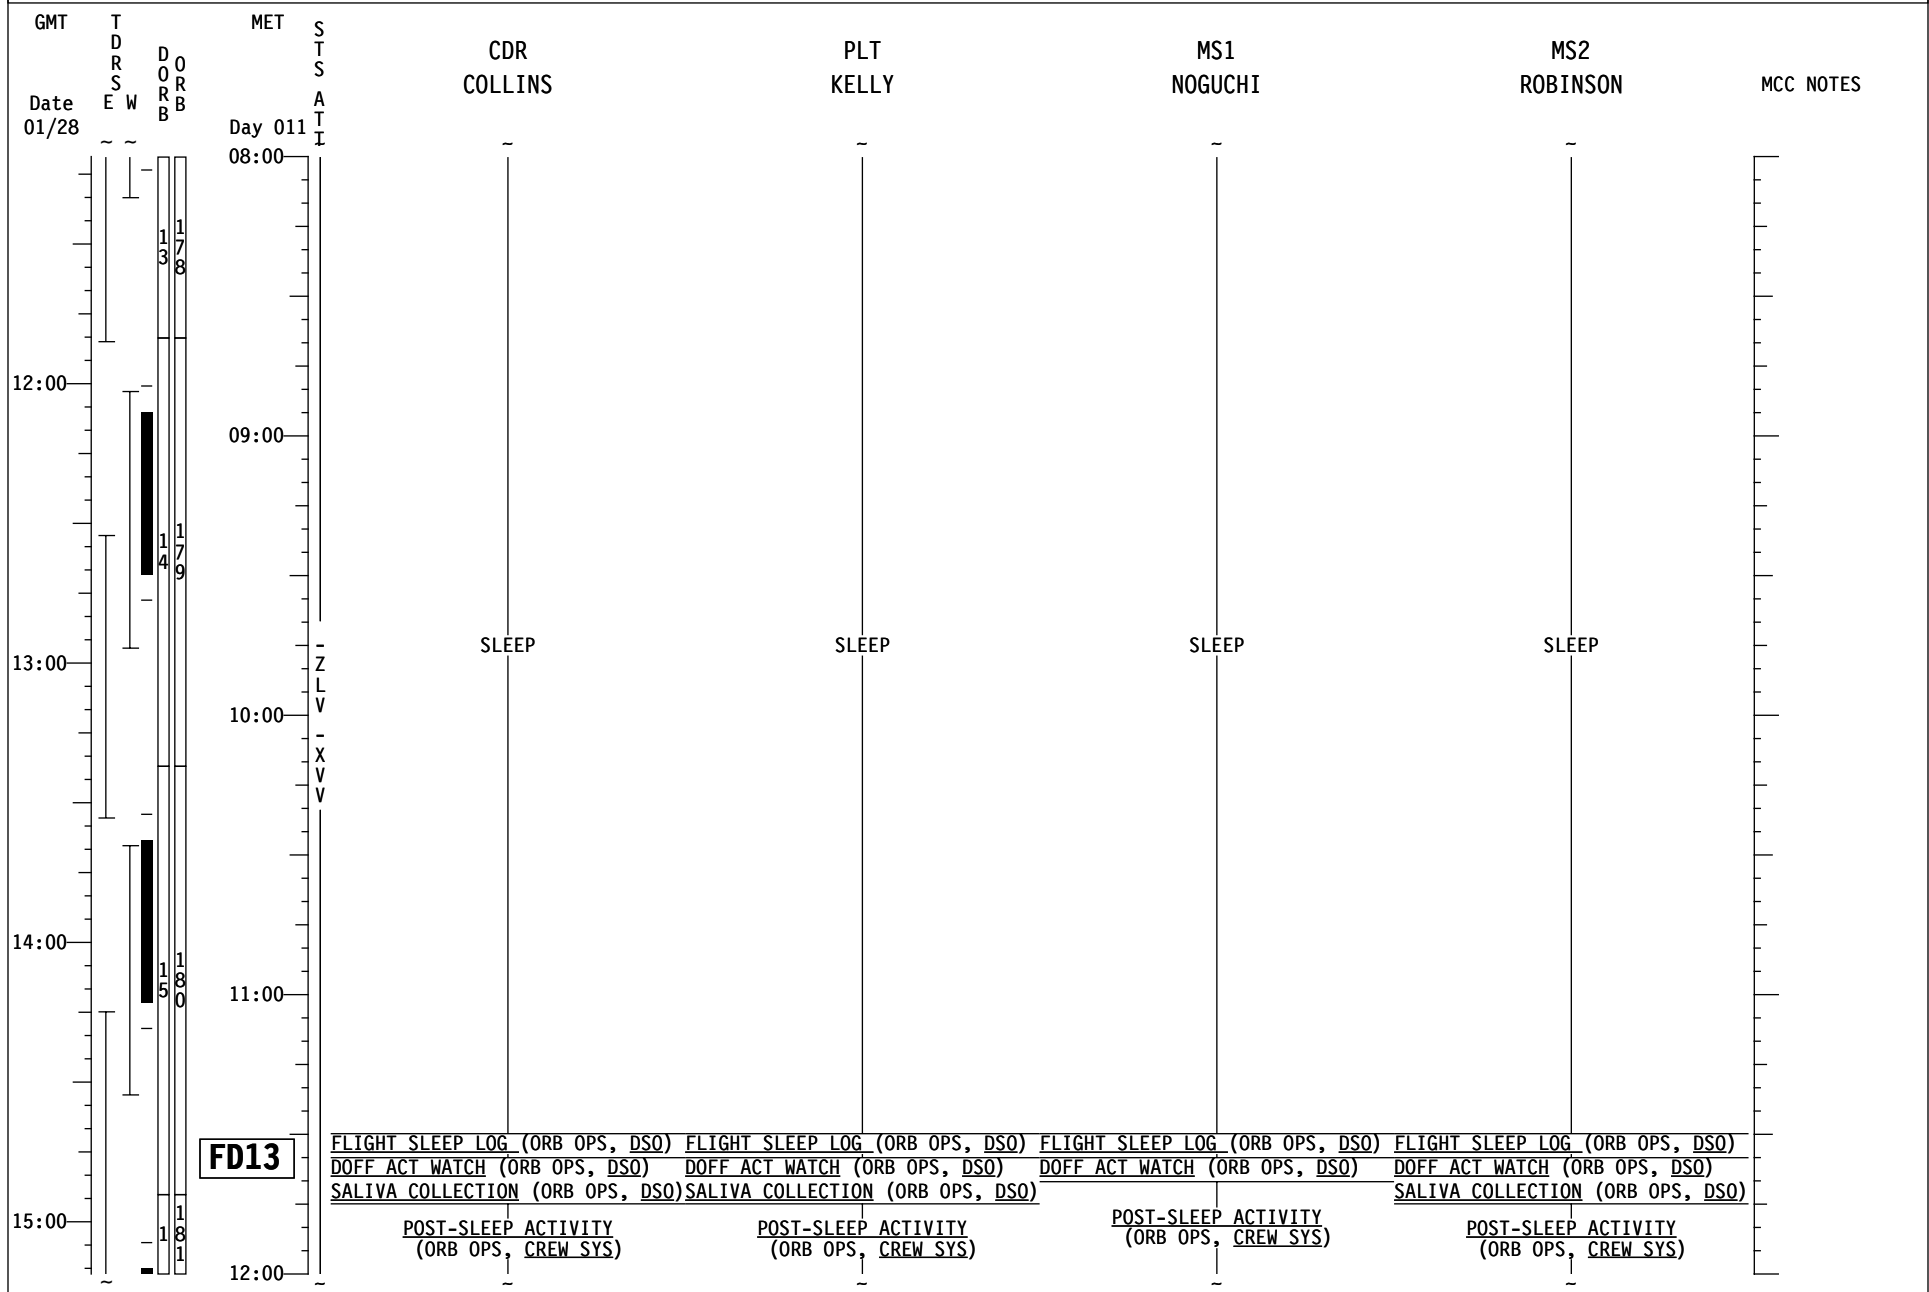 GMT
TDRS
E W
DORB
ORB
MET
STS ATT
CDR
COLLINS
PLT
KELLY
MS1
NOGUCHI
MS2
ROBINSON
MCC NOTES
Date
01/28
Day 011
~ ~ ~ ~ ~ ~
08:00
13 178
12:00
09:00
14 179
SLEEP SLEEP SLEEP SLEEP
13:00
-ZLV -XVV
10:00
14:00
15 180
11:00
FD13
FLIGHT SLEEP LOG (ORB OPS, DSO) FLIGHT SLEEP LOG (ORB OPS, DSO) FLIGHT SLEEP LOG (ORB OPS, DSO) FLIGHT SLEEP LOG (ORB OPS, DSO)
DOFF ACT WATCH (ORB OPS, DSO) DOFF ACT WATCH (ORB OPS, DSO) DOFF ACT WATCH (ORB OPS, DSO) DOFF ACT WATCH (ORB OPS, DSO)
SALIVA COLLECTION (ORB OPS, DSO) SALIVA COLLECTION (ORB OPS, DSO) SALIVA COLLECTION (ORB OPS, DSO)
15:00
1 181
POST-SLEEP ACTIVITY POST-SLEEP ACTIVITY POST-SLEEP ACTIVITY POST-SLEEP ACTIVITY
(ORB OPS, CREW SYS) (ORB OPS, CREW SYS) (ORB OPS, CREW SYS) (ORB OPS, CREW SYS)
12:00
~ ~ ~ ~ ~ ~